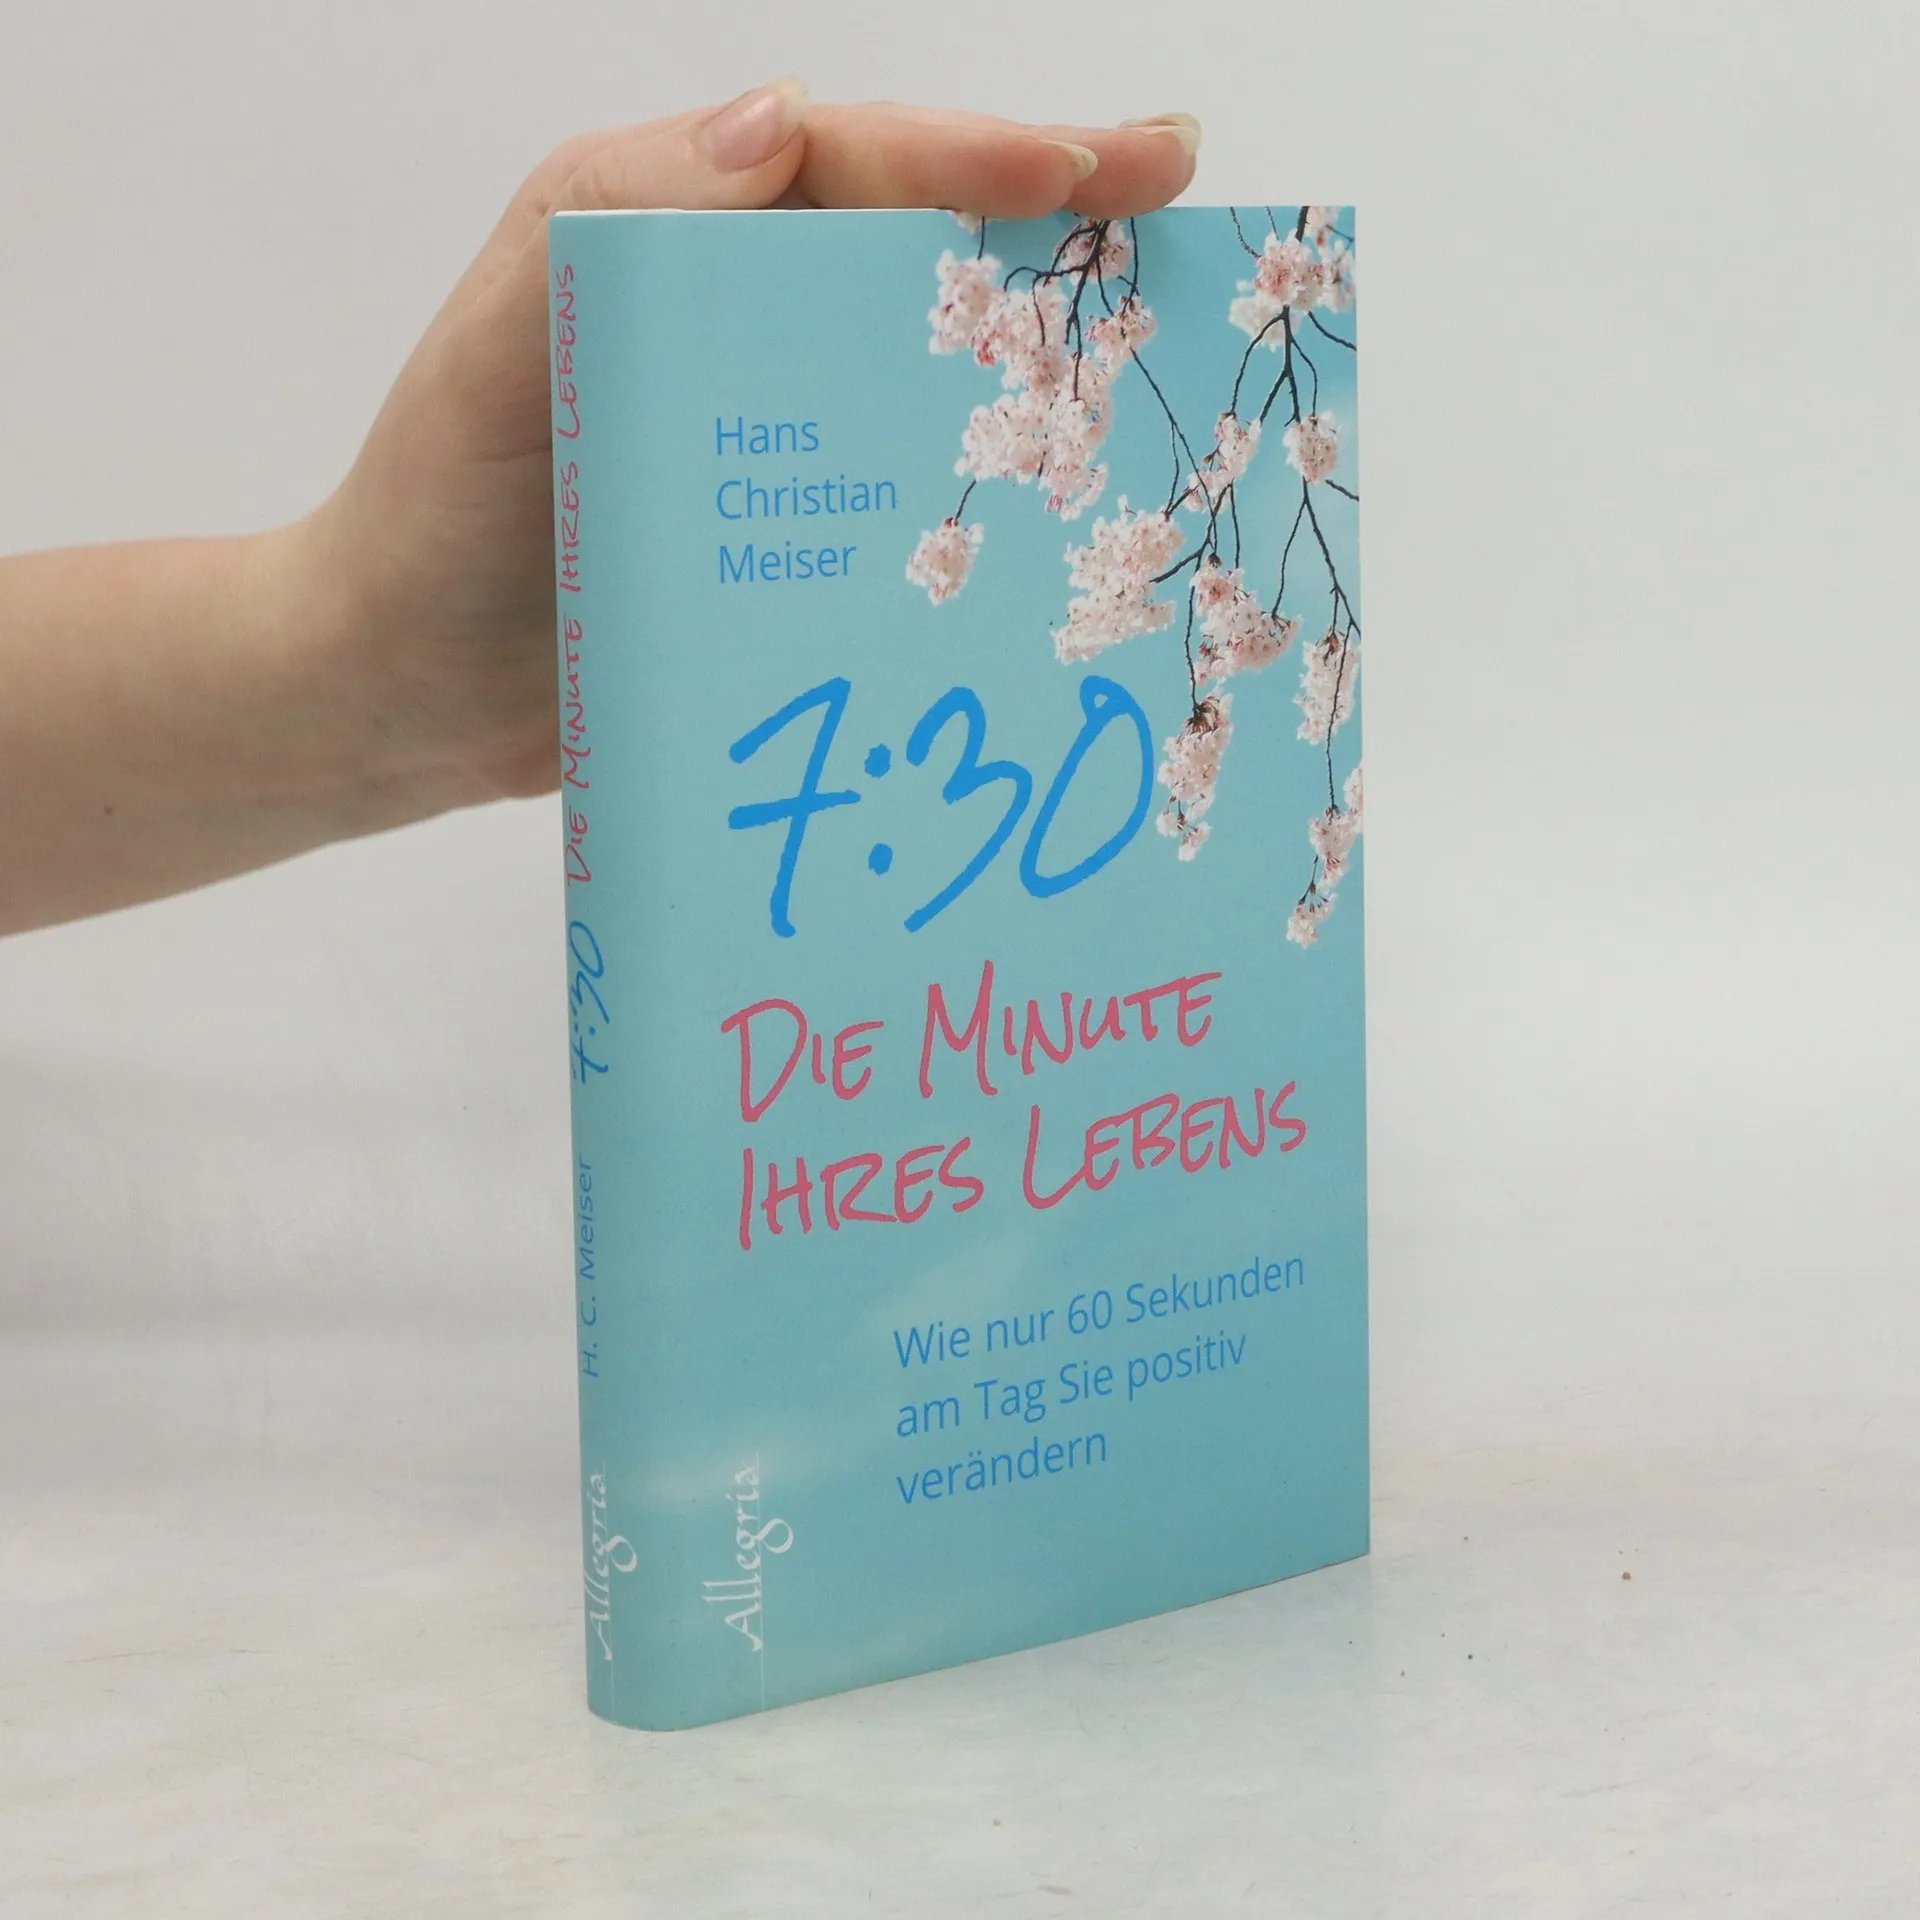 Hans
Christian
Meiser
7:30
DIE MINUTE
IHRES LEBENS
Wie nur 60 Sekunden
am Tag Sie positiv
verändern
Allegria
H. C. Meiser 7:30 DIE MINUTE IHRES LEBENS
Allegria